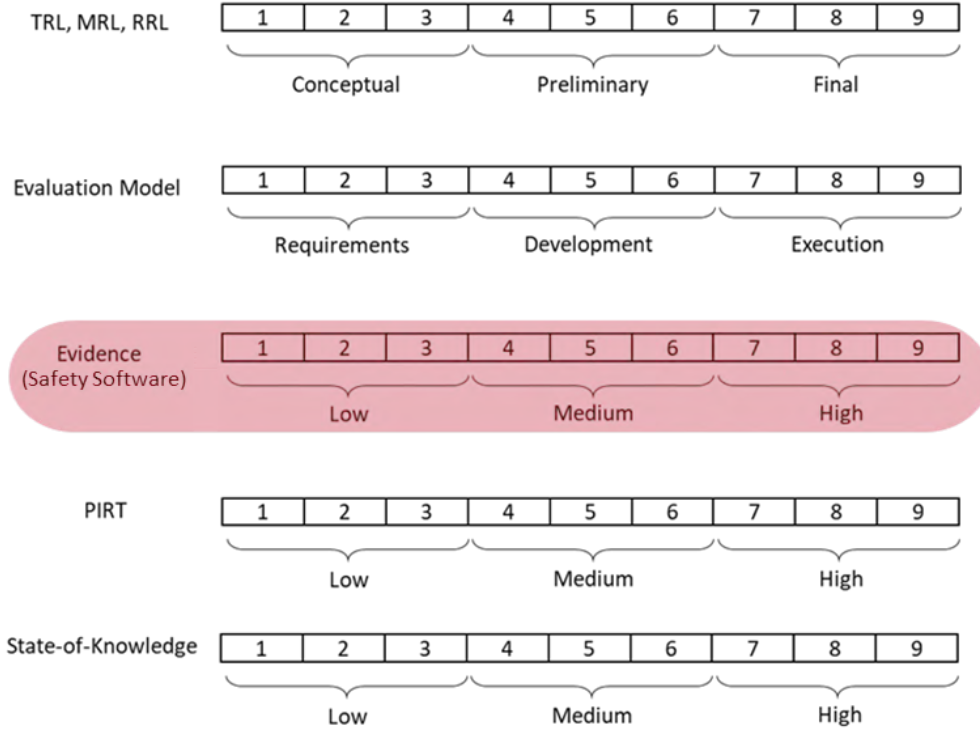 TRL, MRL, RRL 1 2 3 4 5 6 7 8 9
Conceptual Preliminary Final
Evaluation Model 1 2 3 4 5 6 7 8 9
Requirements Development Execution
Evidence 1 2 3 4 5 6 7 8 9
(Safety Software)
Low Medium High
PIRT 1 2 3 4 5 6 7 8 9
Low Medium High
State-of-Knowledge 1 2 3 4 5 6 7 8 9
Low Medium High